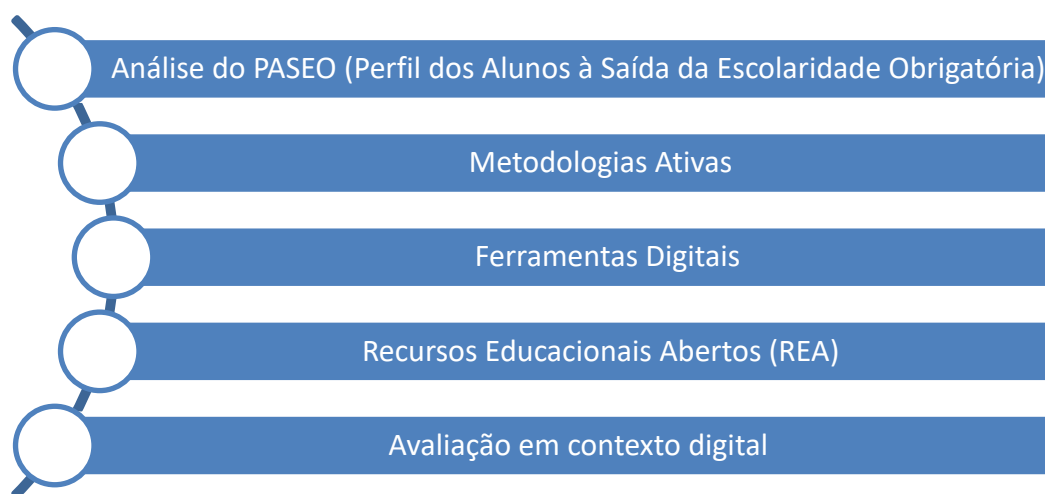 Análise do PASEO (Perfil dos Alunos à Saída da Escolaridade Obrigatória)
Metodologias Ativas
Ferramentas Digitais
Recursos Educacionais Abertos (REA)
Avaliação em contexto digital